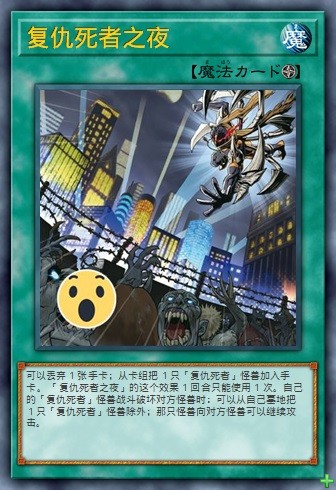 复仇死者之夜
魔
【魔法カード】
可以丢弃1张手卡；从卡组把1只「复仇死者」怪兽加入手
卡。「复仇死者之夜」的这个效果1回合只能使用1次。自己
的「复仇死者」怪兽战斗破坏对方怪兽时：可以从自己墓地把
1只「复仇死者」怪兽除外；那只怪兽向对方怪兽可以继续攻
击。